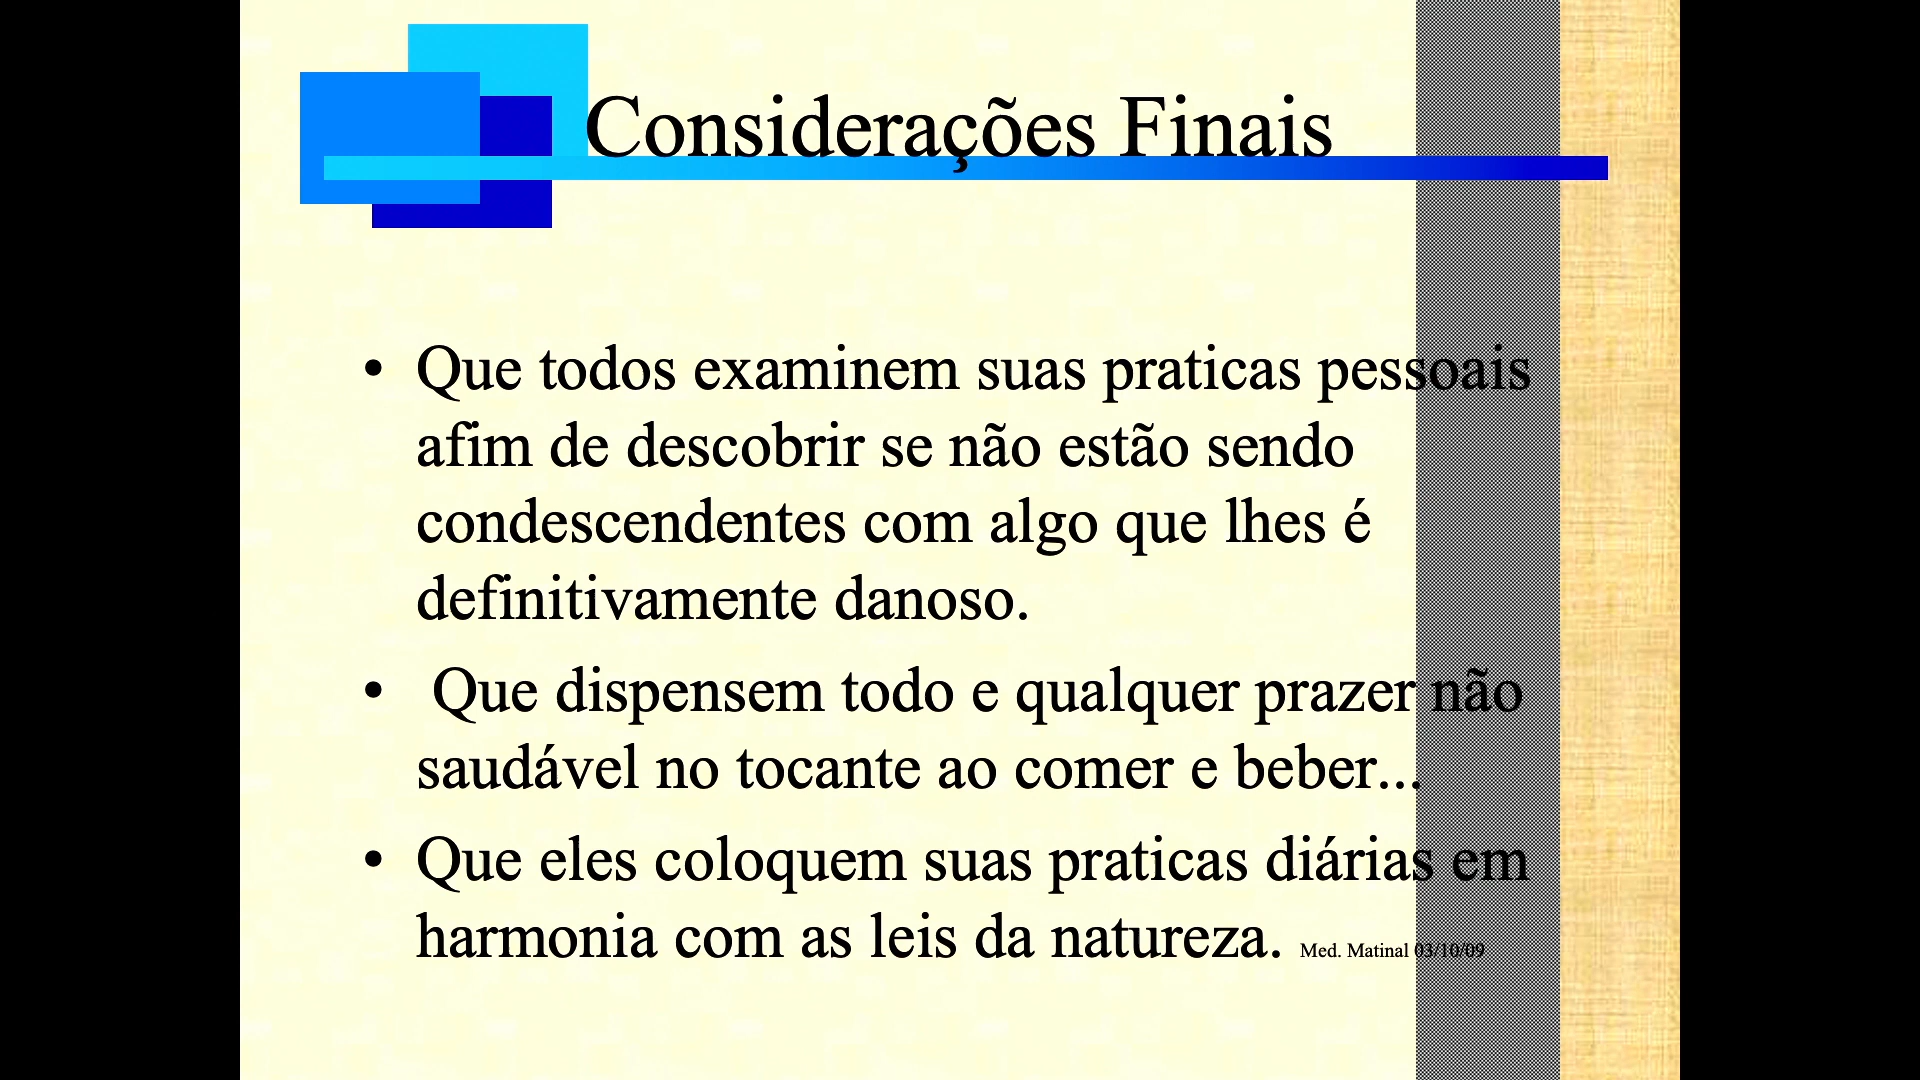 Considerações Finais
• Que todos examinem suas praticas pessoais
afim de descobrir se não estão sendo
condescendentes com algo que lhes é
definitivamente danoso.
• Que dispensem todo e qualquer prazer não
saudável no tocante ao comer e beber...
• Que eles coloquem suas praticas diárias em
harmonia com as leis da natureza. Med. Matinal 03/10/09